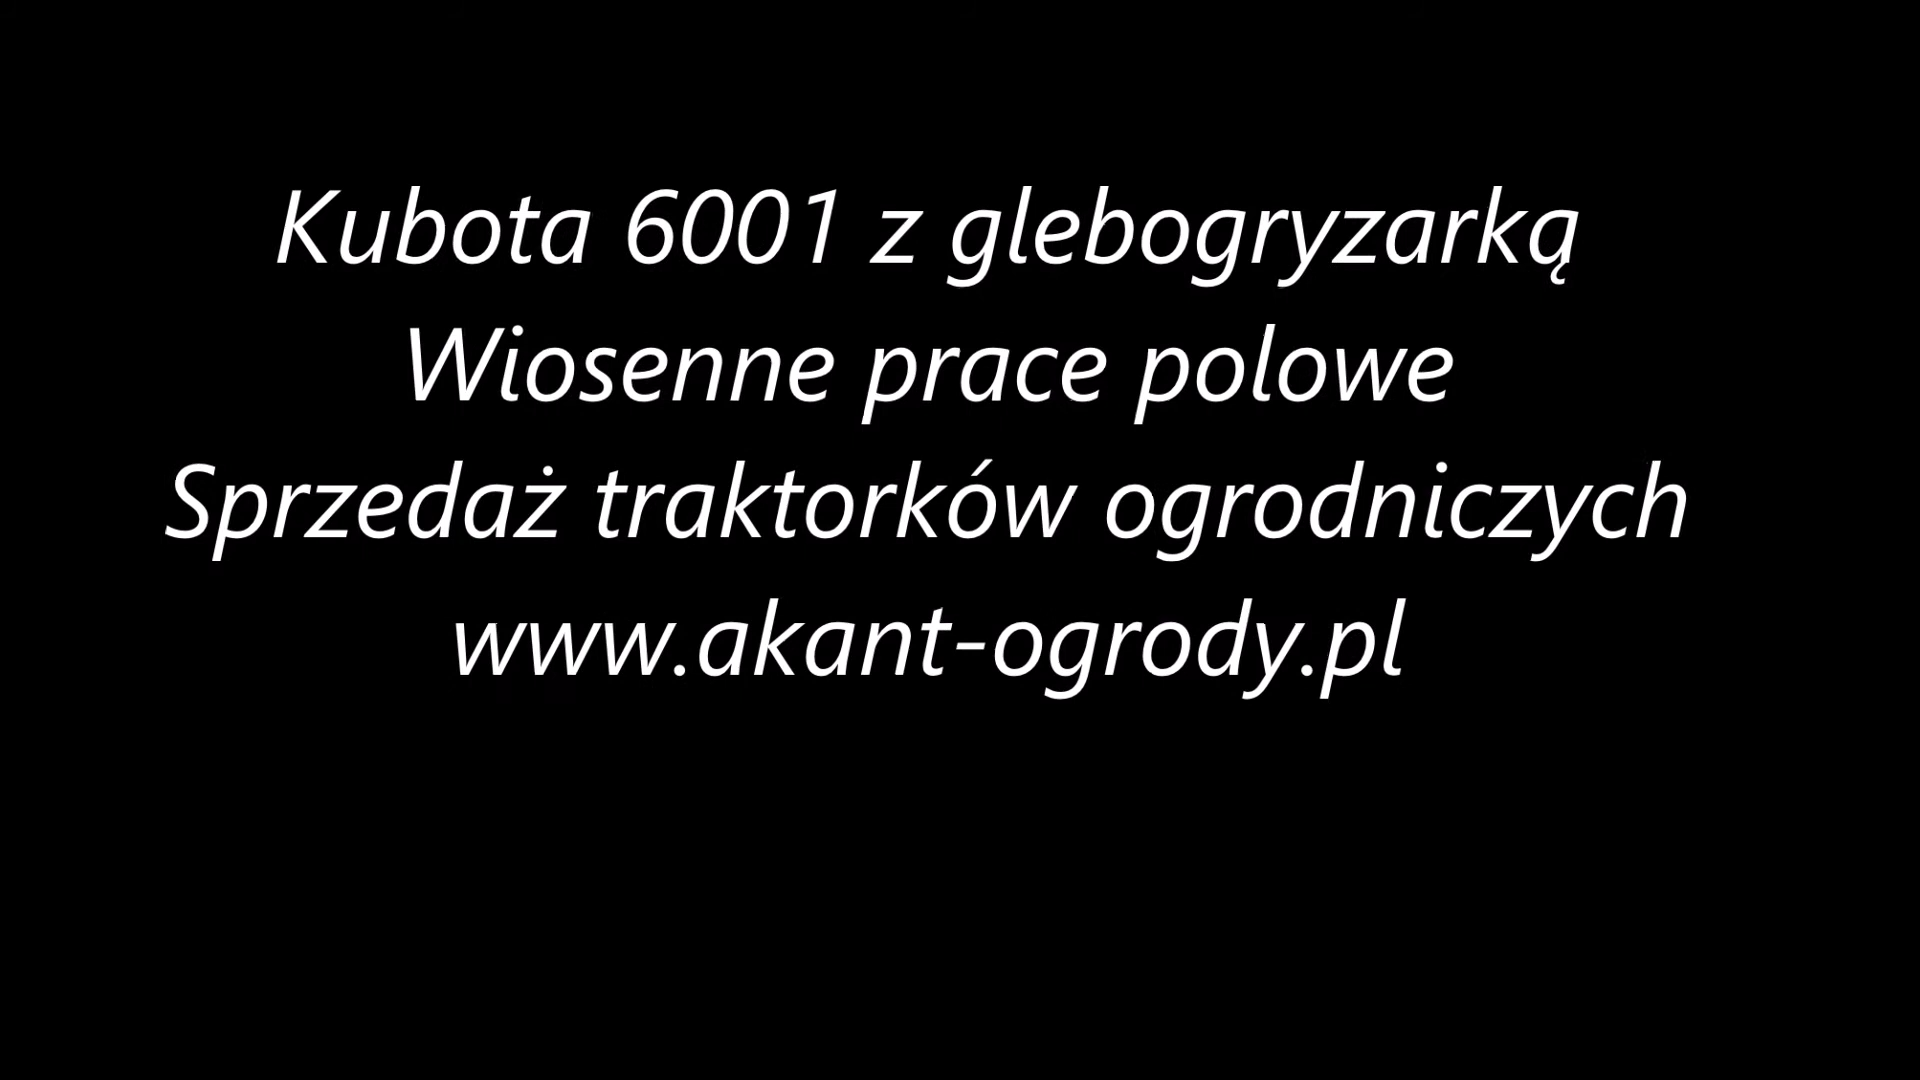 Kubota 6001 z glebogryzarką
Wiosenne prace polowe
Sprzedaż traktorków ogrodniczych
www.akant-ogrody.pl